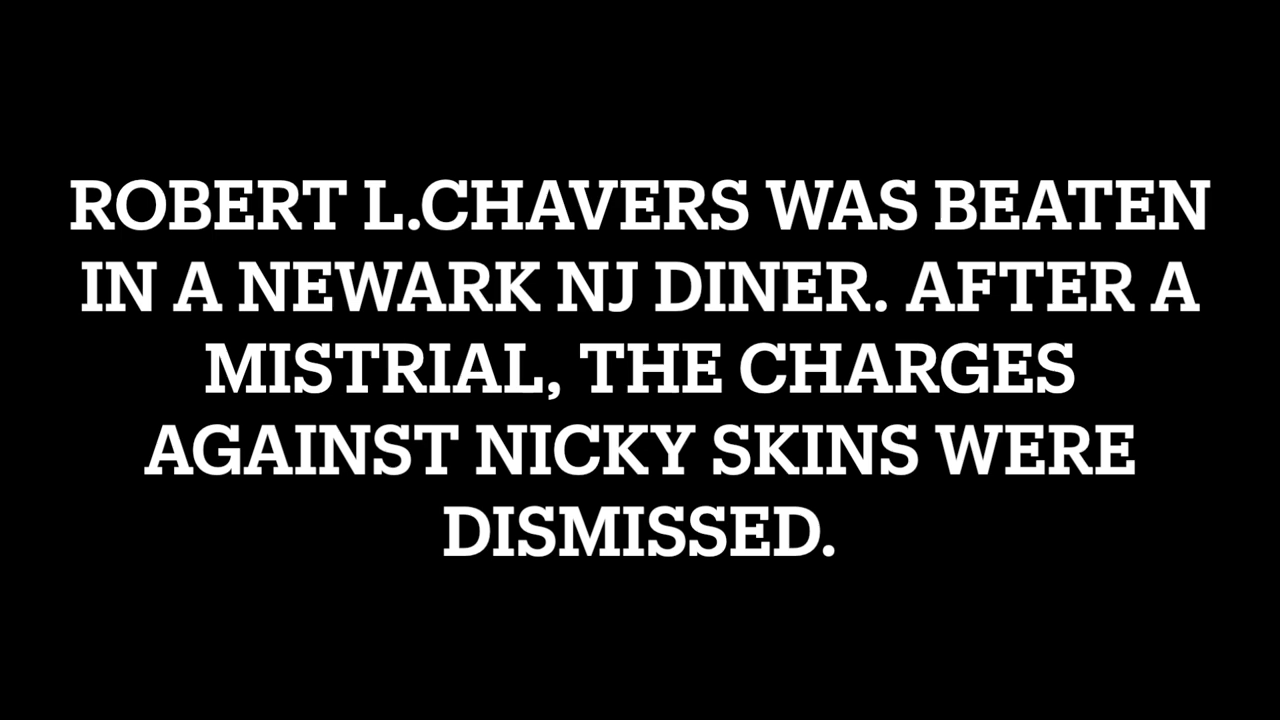 ROBERT L.CHAVERS WAS BEATEN
IN A NEWARK NJ DINER. AFTER A
MISTRIAL, THE CHARGES
AGAINST NICKY SKINS WERE
DISMISSED.